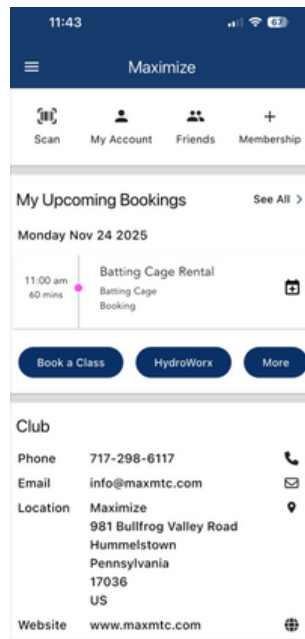 11:43
67
Maximize
Scan My Account Friends Membership
My Upcoming Bookings See All >
Monday Nov 24 2025
11:00 am Batting Cage Rental
60 mins Batting Cage
Booking
Book a Class HydroWorx More
Club
Phone 717-298-6117
Email info@maxmtc.com
Location Maximize
981 Bullfrog Valley Road
Hummelstown
Pennsylvania
17036
US
Website www.maxmtc.com